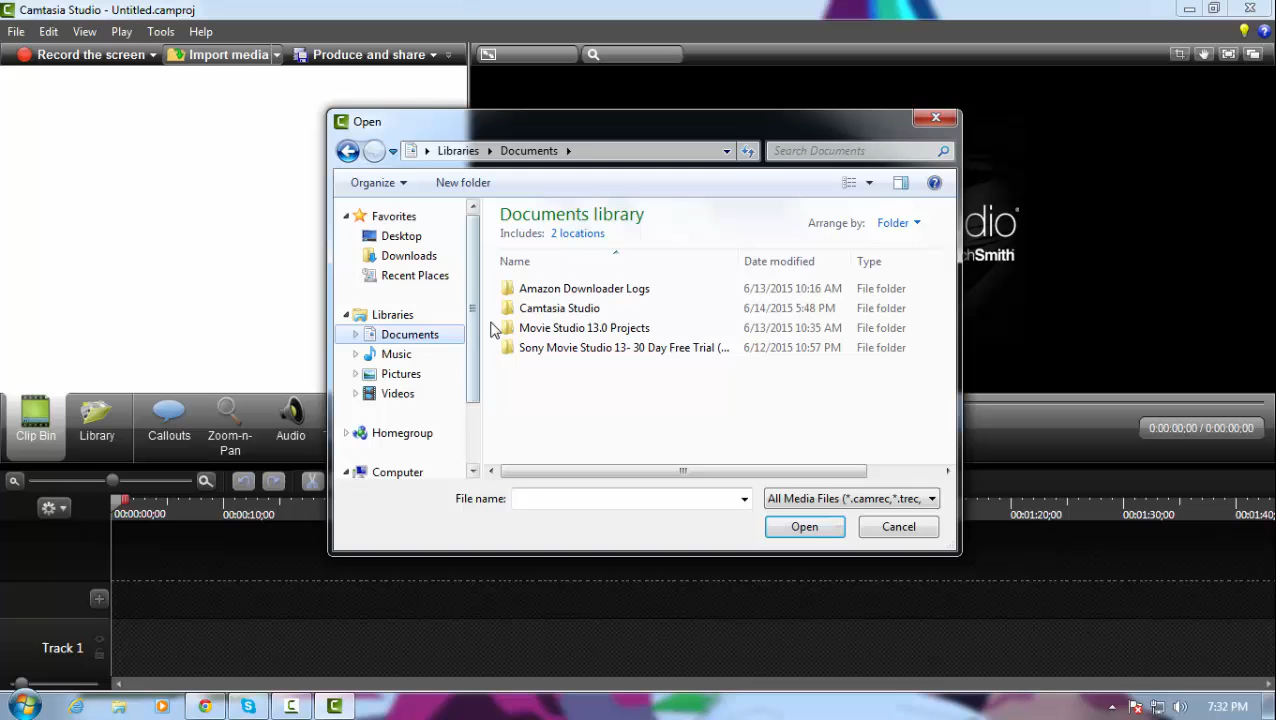 Camtasia Studio - Untitled.camproj
File Edit View Play Tools Help
Record the screen Import media Produce and share
Open
Libraries Documents Search Documents
Organize New folder
Favorites
Desktop
Downloads
Recent Places
Libraries
Documents
Music
Pictures
Videos
Homegroup
Computer
Documents library
Includes: 2 locations
Arrange by: Folder
Name Date modified Type
Amazon Downloader Logs 6/13/2015 10:16 AM File folder
Camtasia Studio 6/14/2015 5:48 PM File folder
Movie Studio 13.0 Projects 6/13/2015 10:35 AM File folder
Sony Movie Studio 13- 30 Day Free Trial (... 6/12/2015 10:57 PM File folder
File name: All Media Files (*.camrec,*.trec,
Open Cancel
dio
hSmith
Clip Bin Library Callouts Zoom-n-Pan Audio
0:00:00;00 / 0:00:00;00
00:00:00;00 00:00:10;00 00:01:20;00 00:01:30;00 00:01:40;
Track 1
7:32 PM